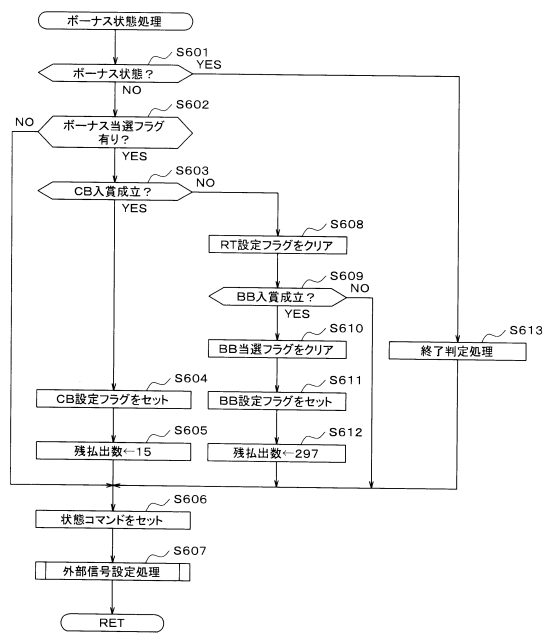 ボーナス状態処理
S601
ボーナス状態？
YES
NO
S602
NO
ボーナス当選フラグ
有り？
YES
S603
CB入賞成立？
NO
YES
S608
RT設定フラグをクリア
S609
BB入賞成立？
NO
YES
S610
BB当選フラグをクリア
S613
終了判定処理
S604
CB設定フラグをセット
S611
BB設定フラグをセット
S605
残払出数←15
S612
残払出数←297
S606
状態コマンドをセット
S607
外部信号設定処理
RET